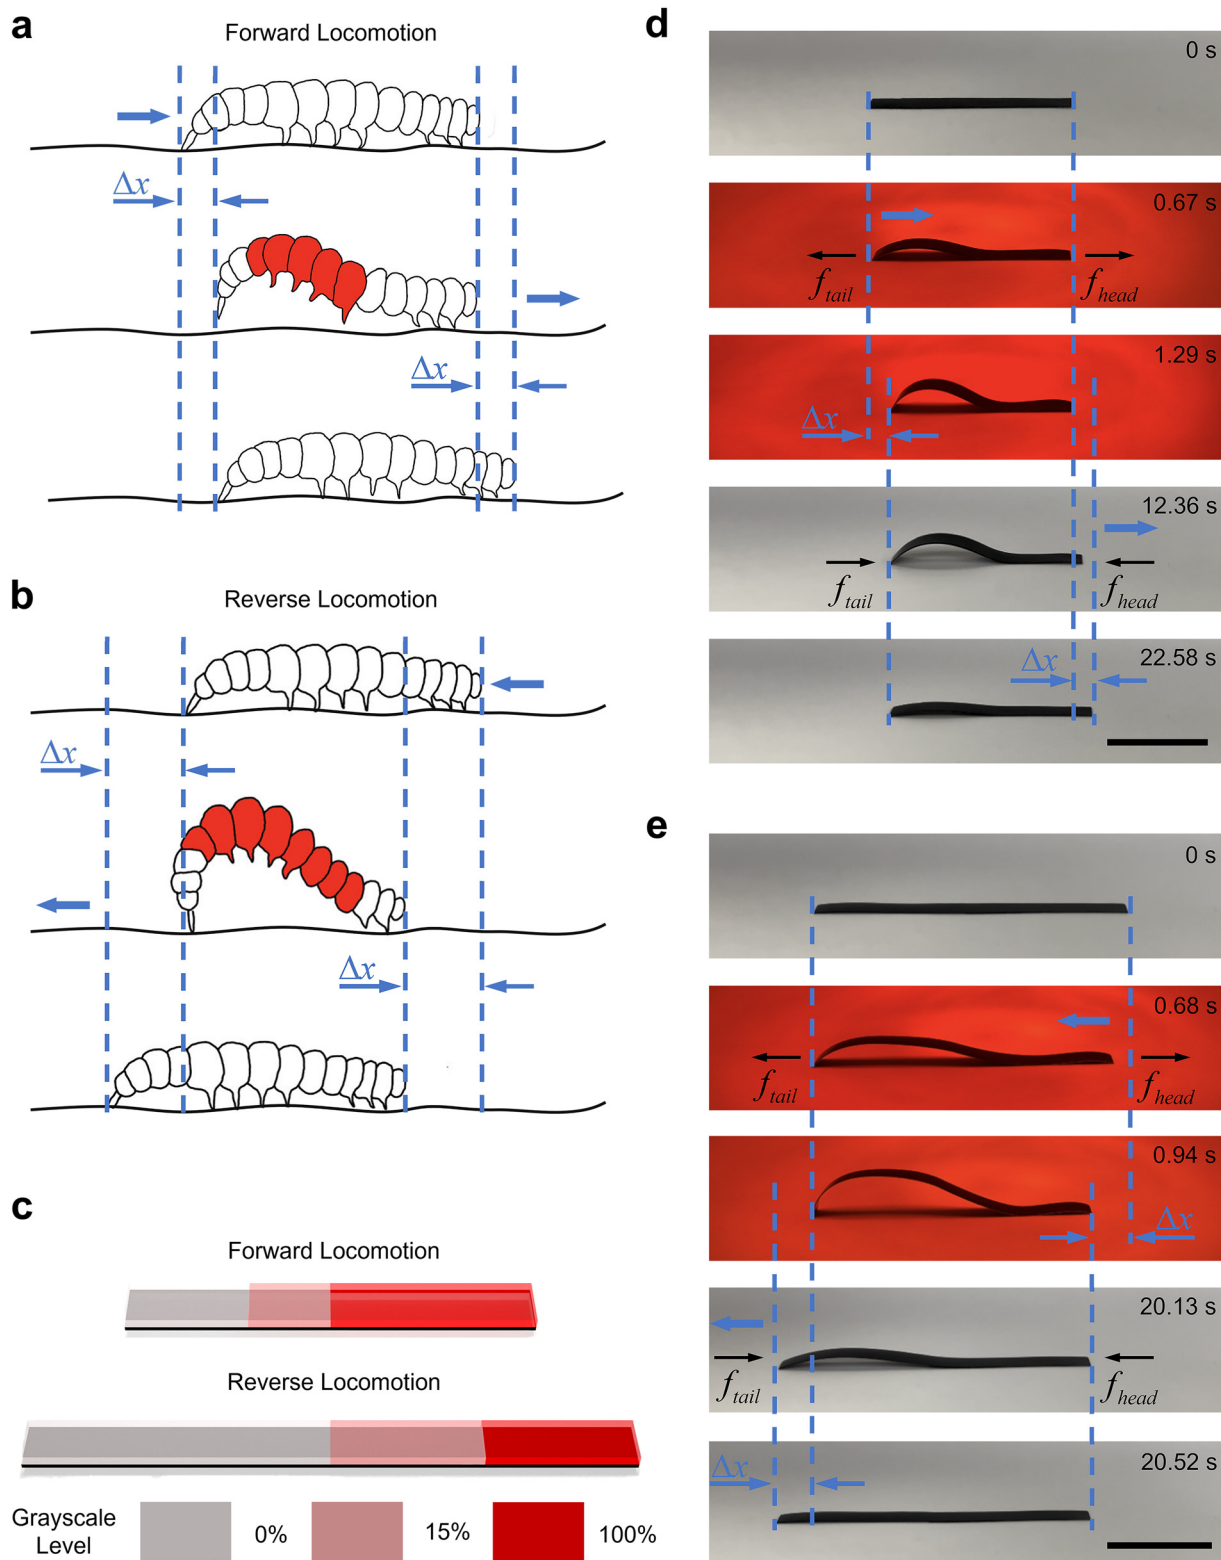 a
Forward Locomotion
Δx
Δx
b
Reverse Locomotion
Δx
Δx
c
Forward Locomotion
Reverse Locomotion
Grayscale
Level
0%
15%
100%
d
0 s
0.67 s
f_tail
f_head
1.29 s
Δx
12.36 s
f_tail
f_head
22.58 s
Δx
e
0 s
0.68 s
f_tail
f_head
0.94 s
Δx
20.13 s
f_tail
f_head
20.52 s
Δx